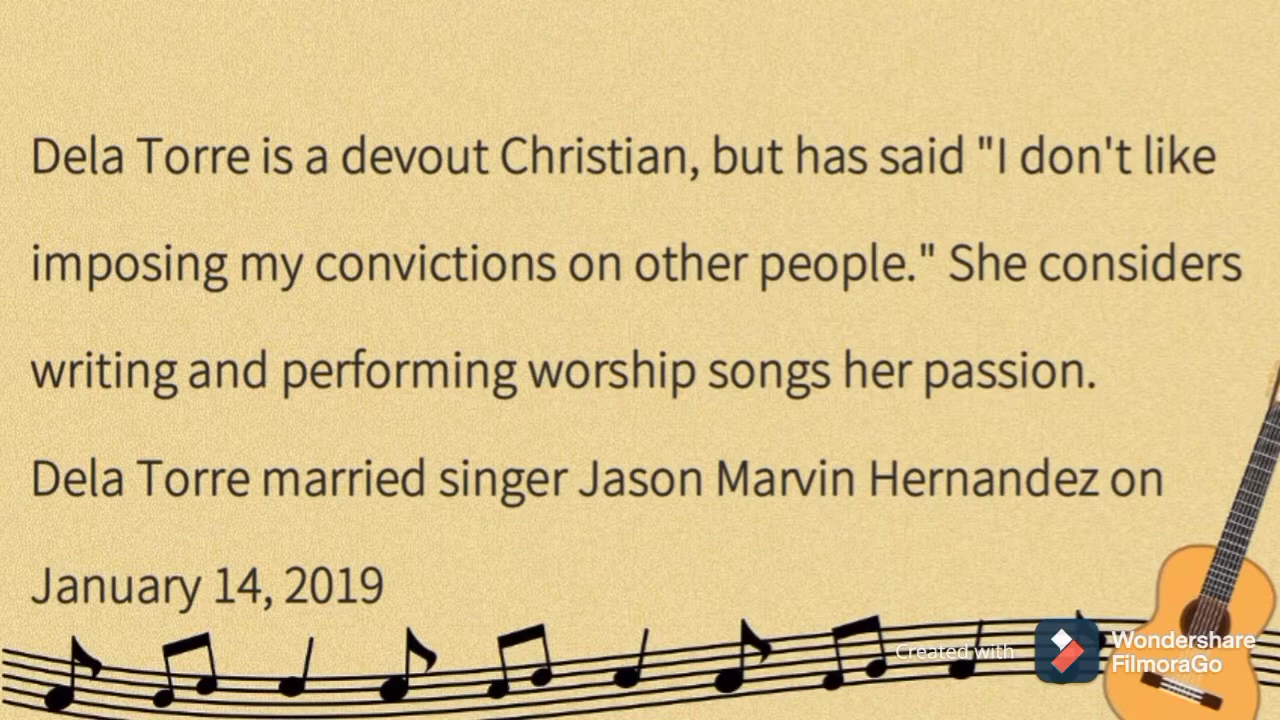 Dela Torre is a devout Christian, but has said "I don't like
imposing my convictions on other people." She considers
writing and performing worship songs her passion.
Dela Torre married singer Jason Marvin Hernandez on
January 14, 2019
Created with
Wondershare
FilmoraGo